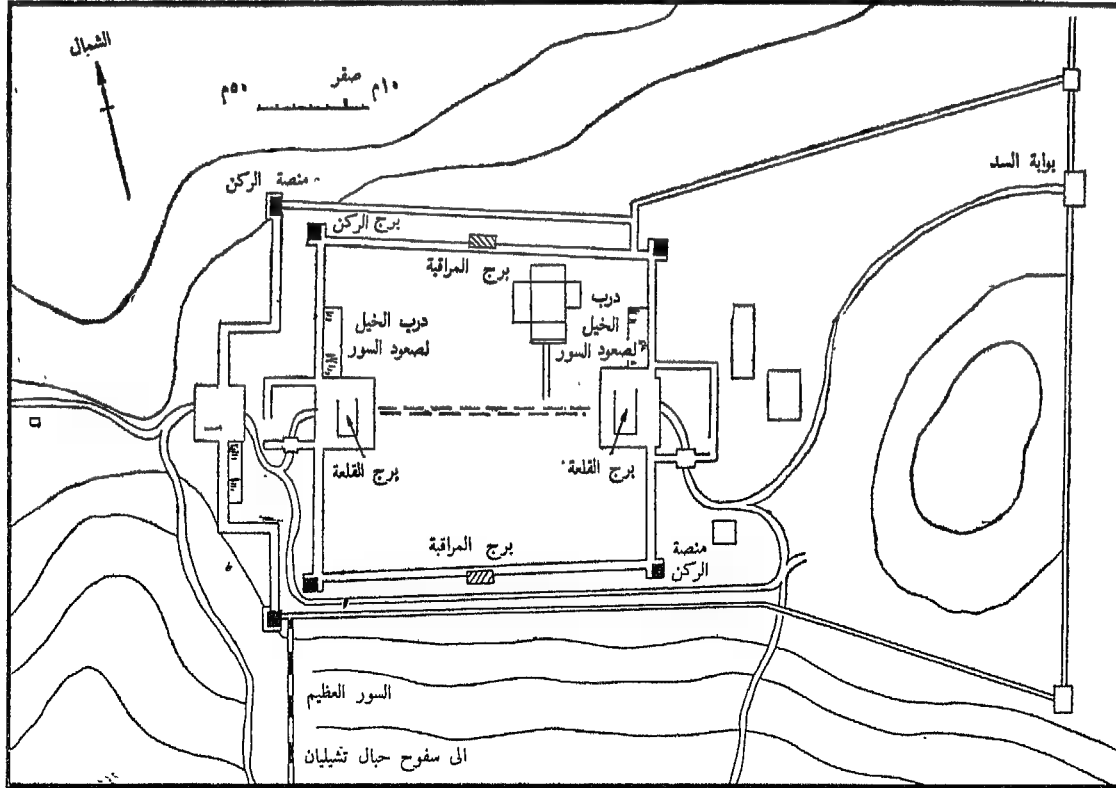 الشمال
صفر
٥٠م
١٠م
بوابة السد
منصة الركن
برج الركن
برج المراقبة
درب الخيل
لصعود السور
درب
الخيل
لصعود السور
برج القلعة
برج القلعة
برج المراقبة
منصة
الركن
السور العظيم
الى سفوح حبال تشيليان